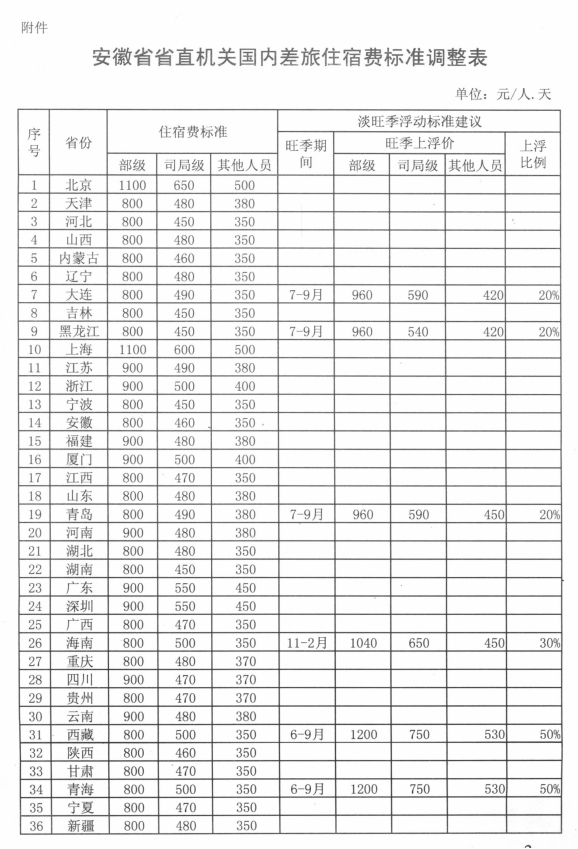 附件
安徽省省直机关国内差旅住宿费标准调整表
单位：元/人.天
序号 省份 住宿费标准 淡旺季浮动标准建议
旺季期间 旺季上浮价 上浮比例
部级 司局级 其他人员 部级 司局级 其他人员
1 北京 1100 650 500
2 天津 800 480 380
3 河北 800 450 350
4 山西 800 480 350
5 内蒙古 800 460 350
6 辽宁 800 480 350
7 大连 800 490 350 7-9月 960 590 420 20%
8 吉林 800 450 350
9 黑龙江 800 450 350 7-9月 960 540 420 20%
10 上海 1100 600 500
11 江苏 900 490 380
12 浙江 900 500 400
13 宁波 800 450 350
14 安徽 800 460 350
15 福建 900 480 380
16 厦门 900 500 400
17 江西 800 470 350
18 山东 800 480 380
19 青岛 800 490 380 7-9月 960 590 450 20%
20 河南 900 480 380
21 湖北 800 480 350
22 湖南 800 450 350
23 广东 900 550 450
24 深圳 900 550 450
25 广西 800 470 350
26 海南 800 500 350 11-2月 1040 650 450 30%
27 重庆 800 480 370
28 四川 900 470 370
29 贵州 800 470 370
30 云南 900 480 380
31 西藏 800 500 350 6-9月 1200 750 530 50%
32 陕西 800 460 350
33 甘肃 800 470 350
34 青海 800 500 350 6-9月 1200 750 530 50%
35 宁夏 800 470 350
36 新疆 800 480 350